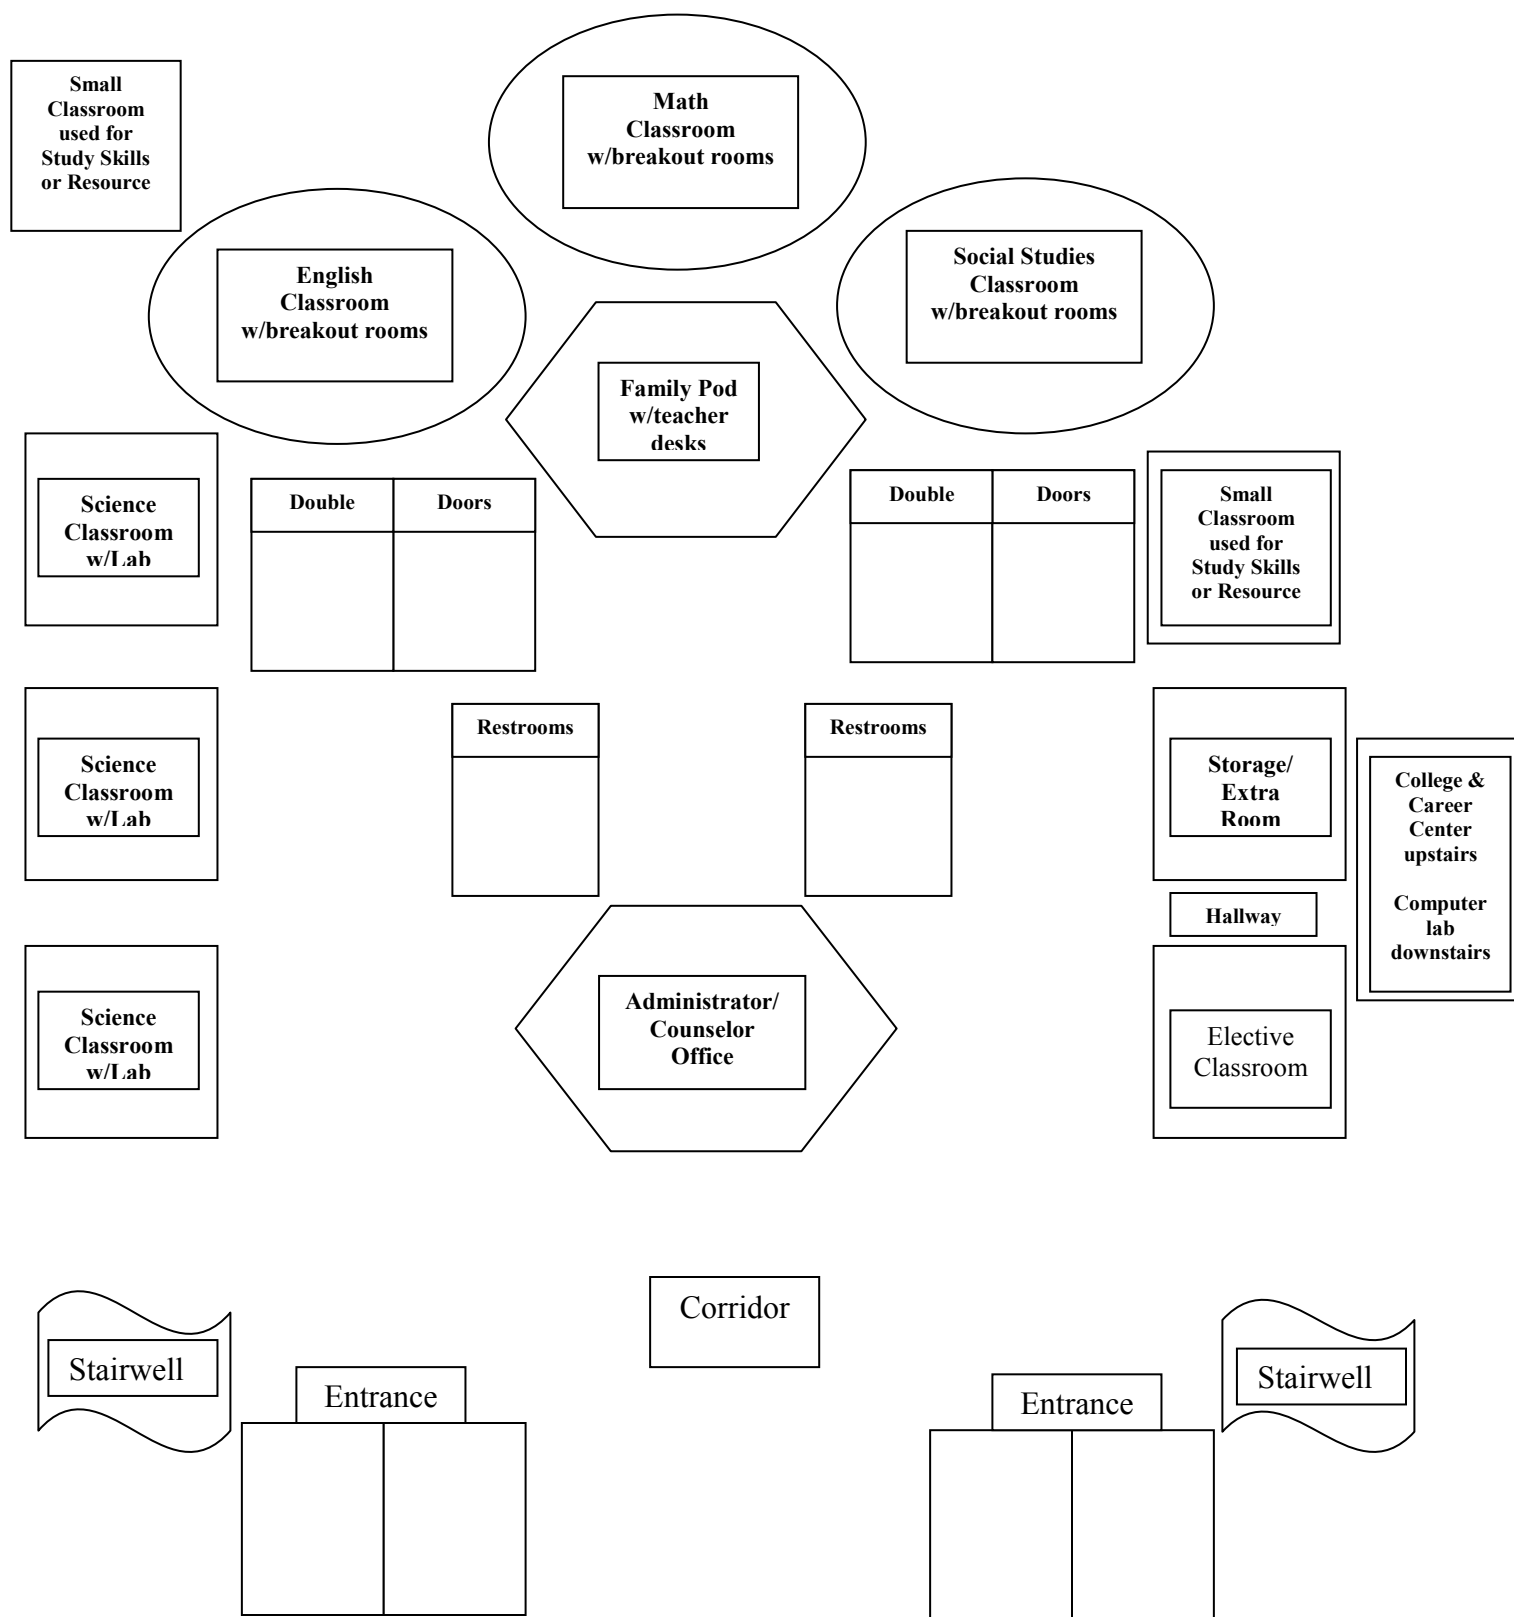 Small
Classroom
used for
Study Skills
or Resource
Math
Classroom
w/breakout rooms
English
Classroom
w/breakout rooms
Social Studies
Classroom
w/breakout rooms
Family Pod
w/teacher
desks
Science
Classroom
w/Lab
Double Doors
Double Doors
Small
Classroom
used for
Study Skills
or Resource
Science
Classroom
w/Lab
Restrooms
Restrooms
Storage/
Extra
Room
College &
Career
Center
upstairs
Computer
lab
downstairs
Hallway
Science
Classroom
w/Lab
Administrator/
Counselor
Office
Elective
Classroom
Corridor
Stairwell
Entrance
Entrance
Stairwell